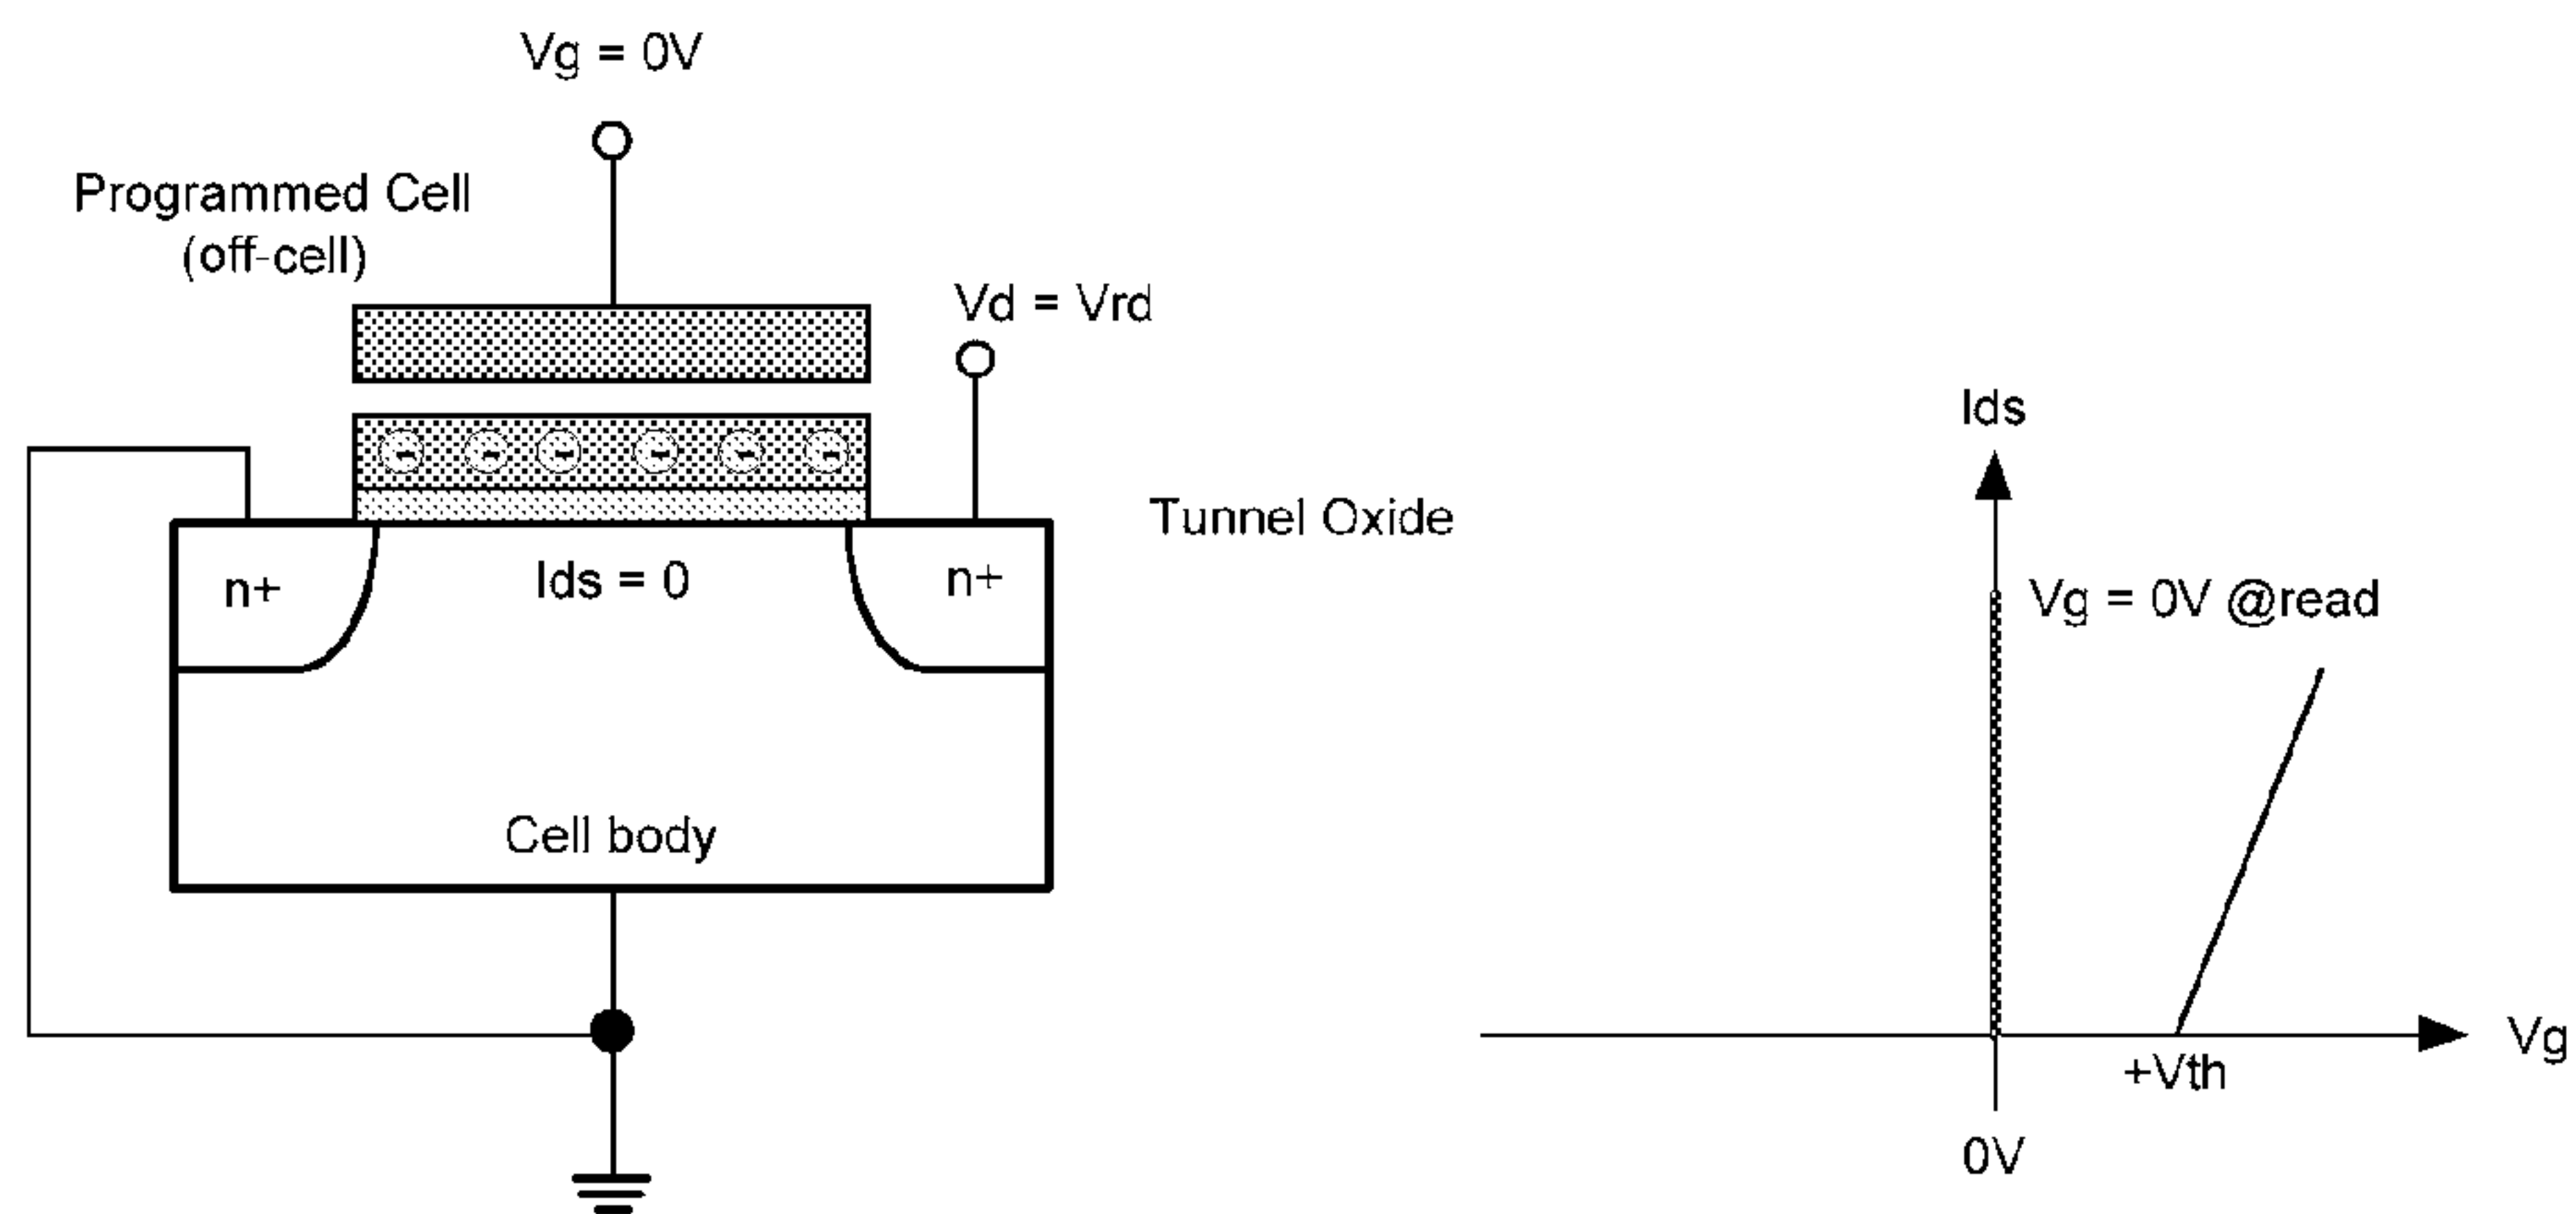 Vg = 0V
Programmed Cell
(off-cell)
Vd = Vrd
- - - - - -
Tunnel Oxide
n+
Ids = 0
n+
Cell body
Ids
Vg = 0V @read
Vg
+Vth
0V